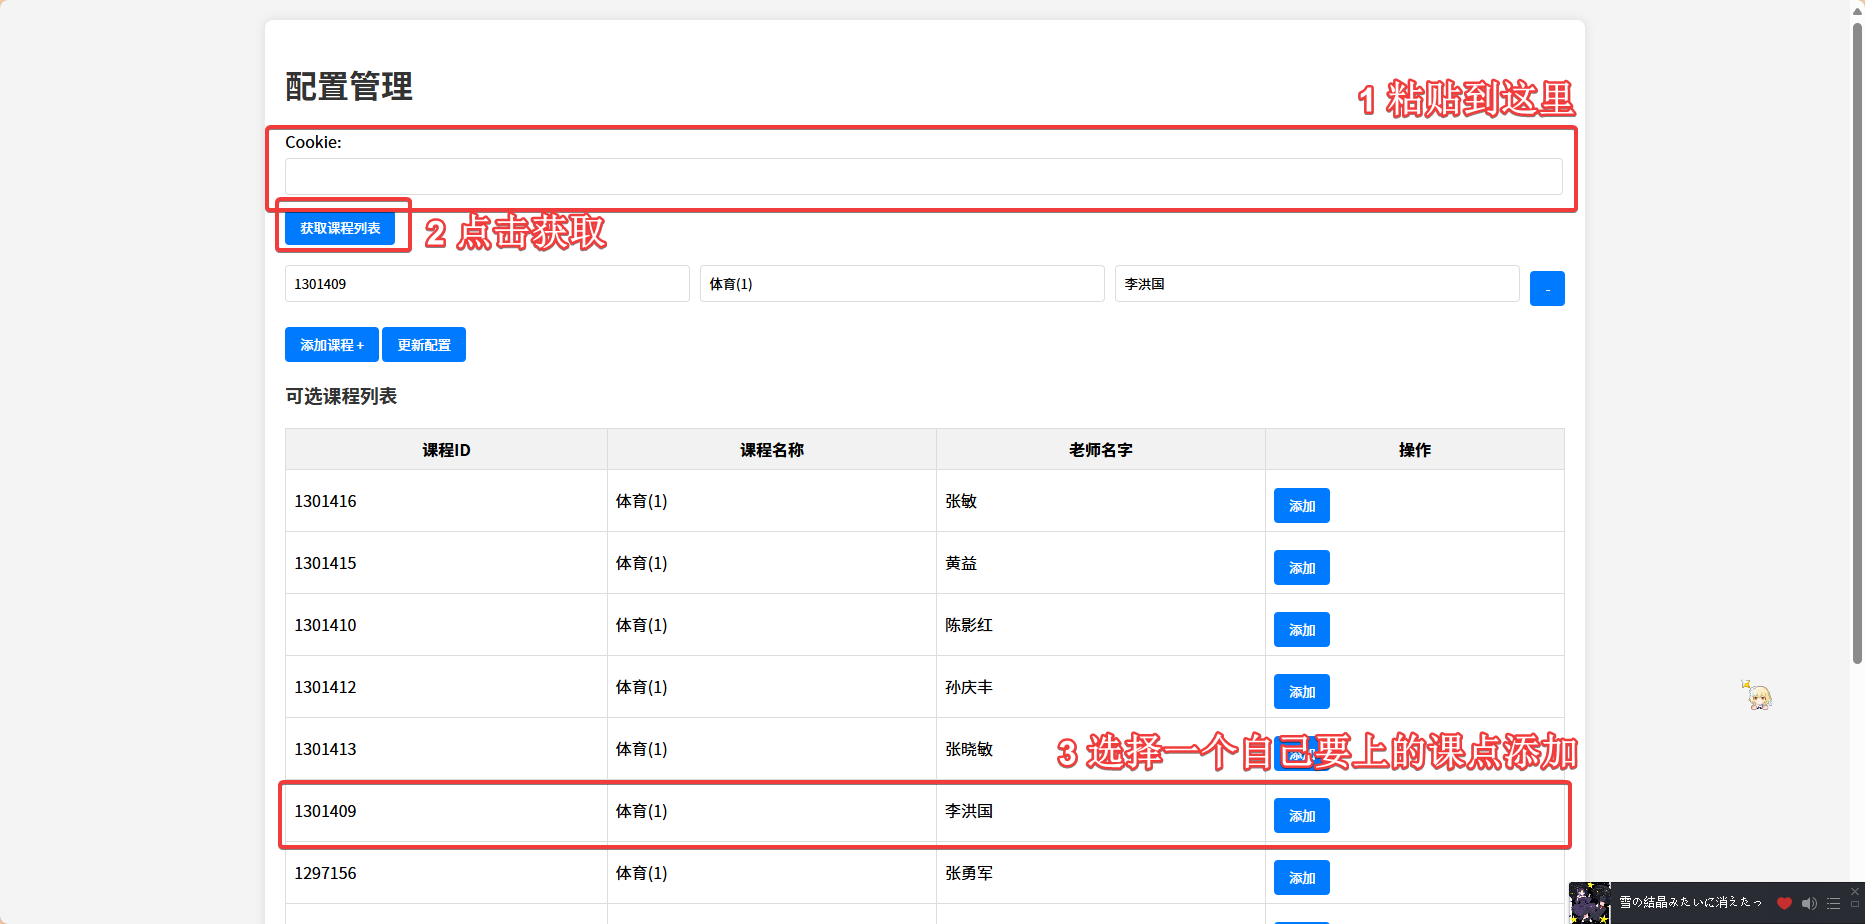 配置管理
1 粘贴到这里
Cookie:
获取课程列表
2 点击获取
1301409 体育(1) 李洪国 -
添加课程 + 更新配置
可选课程列表
课程ID 课程名称 老师名字 操作
1301416 体育(1) 张敏 添加
1301415 体育(1) 黄益 添加
1301410 体育(1) 陈影红 添加
1301412 体育(1) 孙庆丰 添加
1301413 体育(1) 张晓敏 添加
3 选择一个自己要上的课点添加
1301409 体育(1) 李洪国 添加
1297156 体育(1) 张勇军 添加
雪の結晶みたいに消えたっ